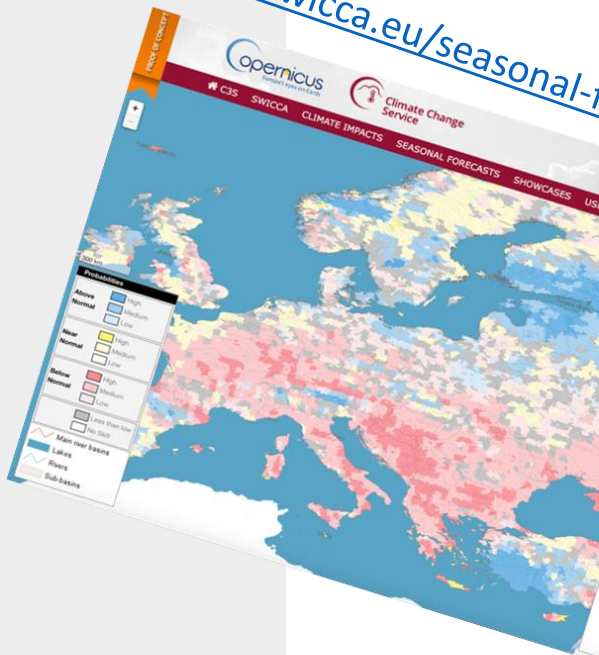 wicca.eu/seasonal-f
PROOF OF CONCEPT
Copernicus
Europe's eyes on Earth
Climate Change
Service
C3S SWICCA CLIMATE IMPACTS SEASONAL FORECASTS SHOWCASES
+
300 km
Probabilities
Above
Normal
High
Medium
Low
Near
Normal
High
Medium
Low
Below
Normal
High
Medium
Low
Less than low
No Skill
Main river basins
Lakes
Rivers
Sub-basins